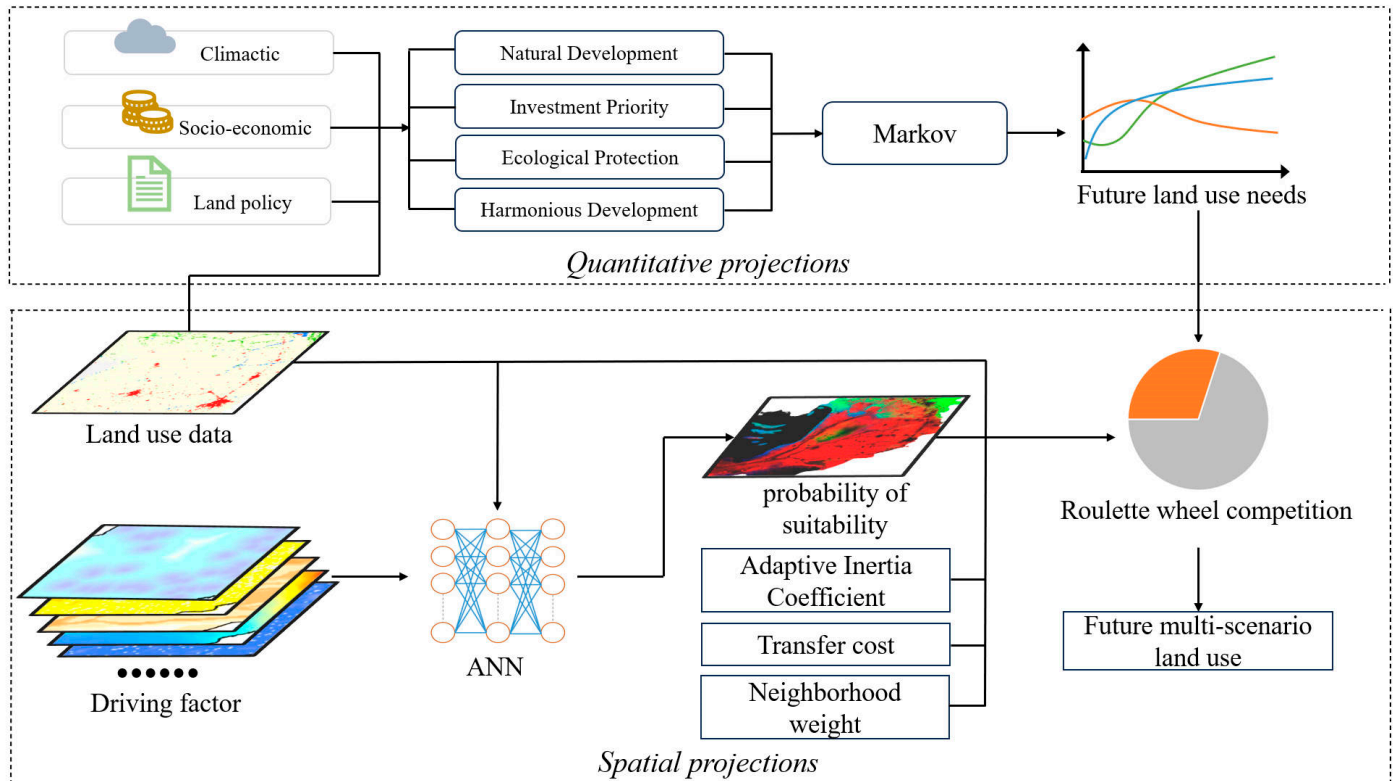 Climactic
Socio-economic
Land policy
Natural Development
Investment Priority
Ecological Protection
Harmonious Development
Markov
Future land use needs
Quantitative projections
Land use data
Driving factor
ANN
probability of
suitability
Adaptive Inertia
Coefficient
Transfer cost
Neighborhood
weight
Roulette wheel competition
Future multi-scenario
land use
Spatial projections